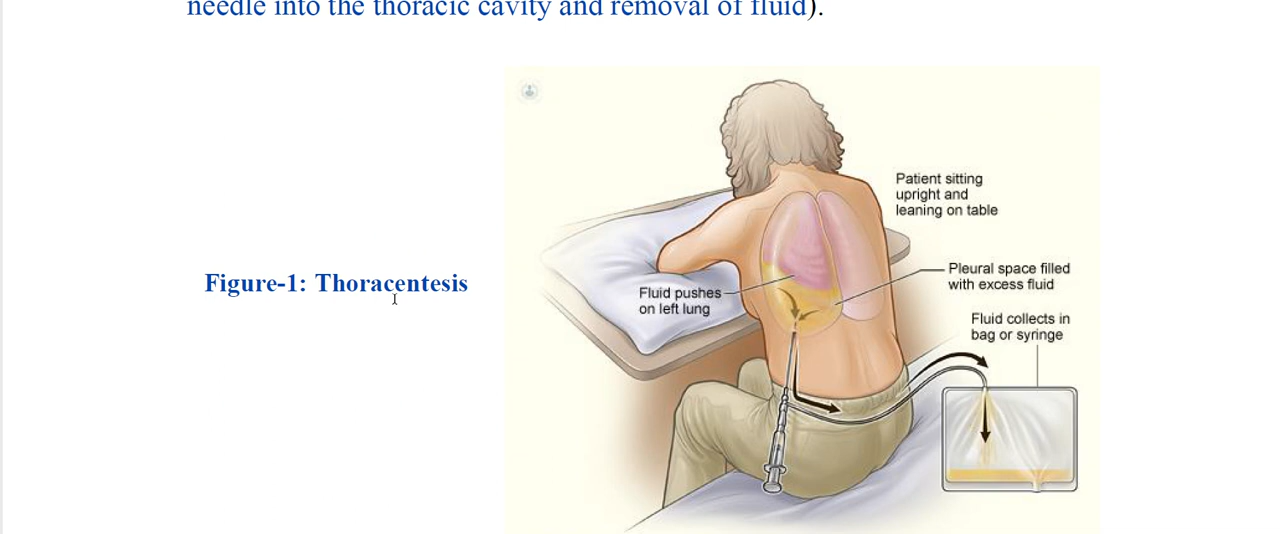 needle into the thoracic cavity and removal of fluid).
Patient sitting
upright and
leaning on table
Figure-1: Thoracentesis
Fluid pushes
on left lung
Pleural space filled
with excess fluid
Fluid collects in
bag or syringe